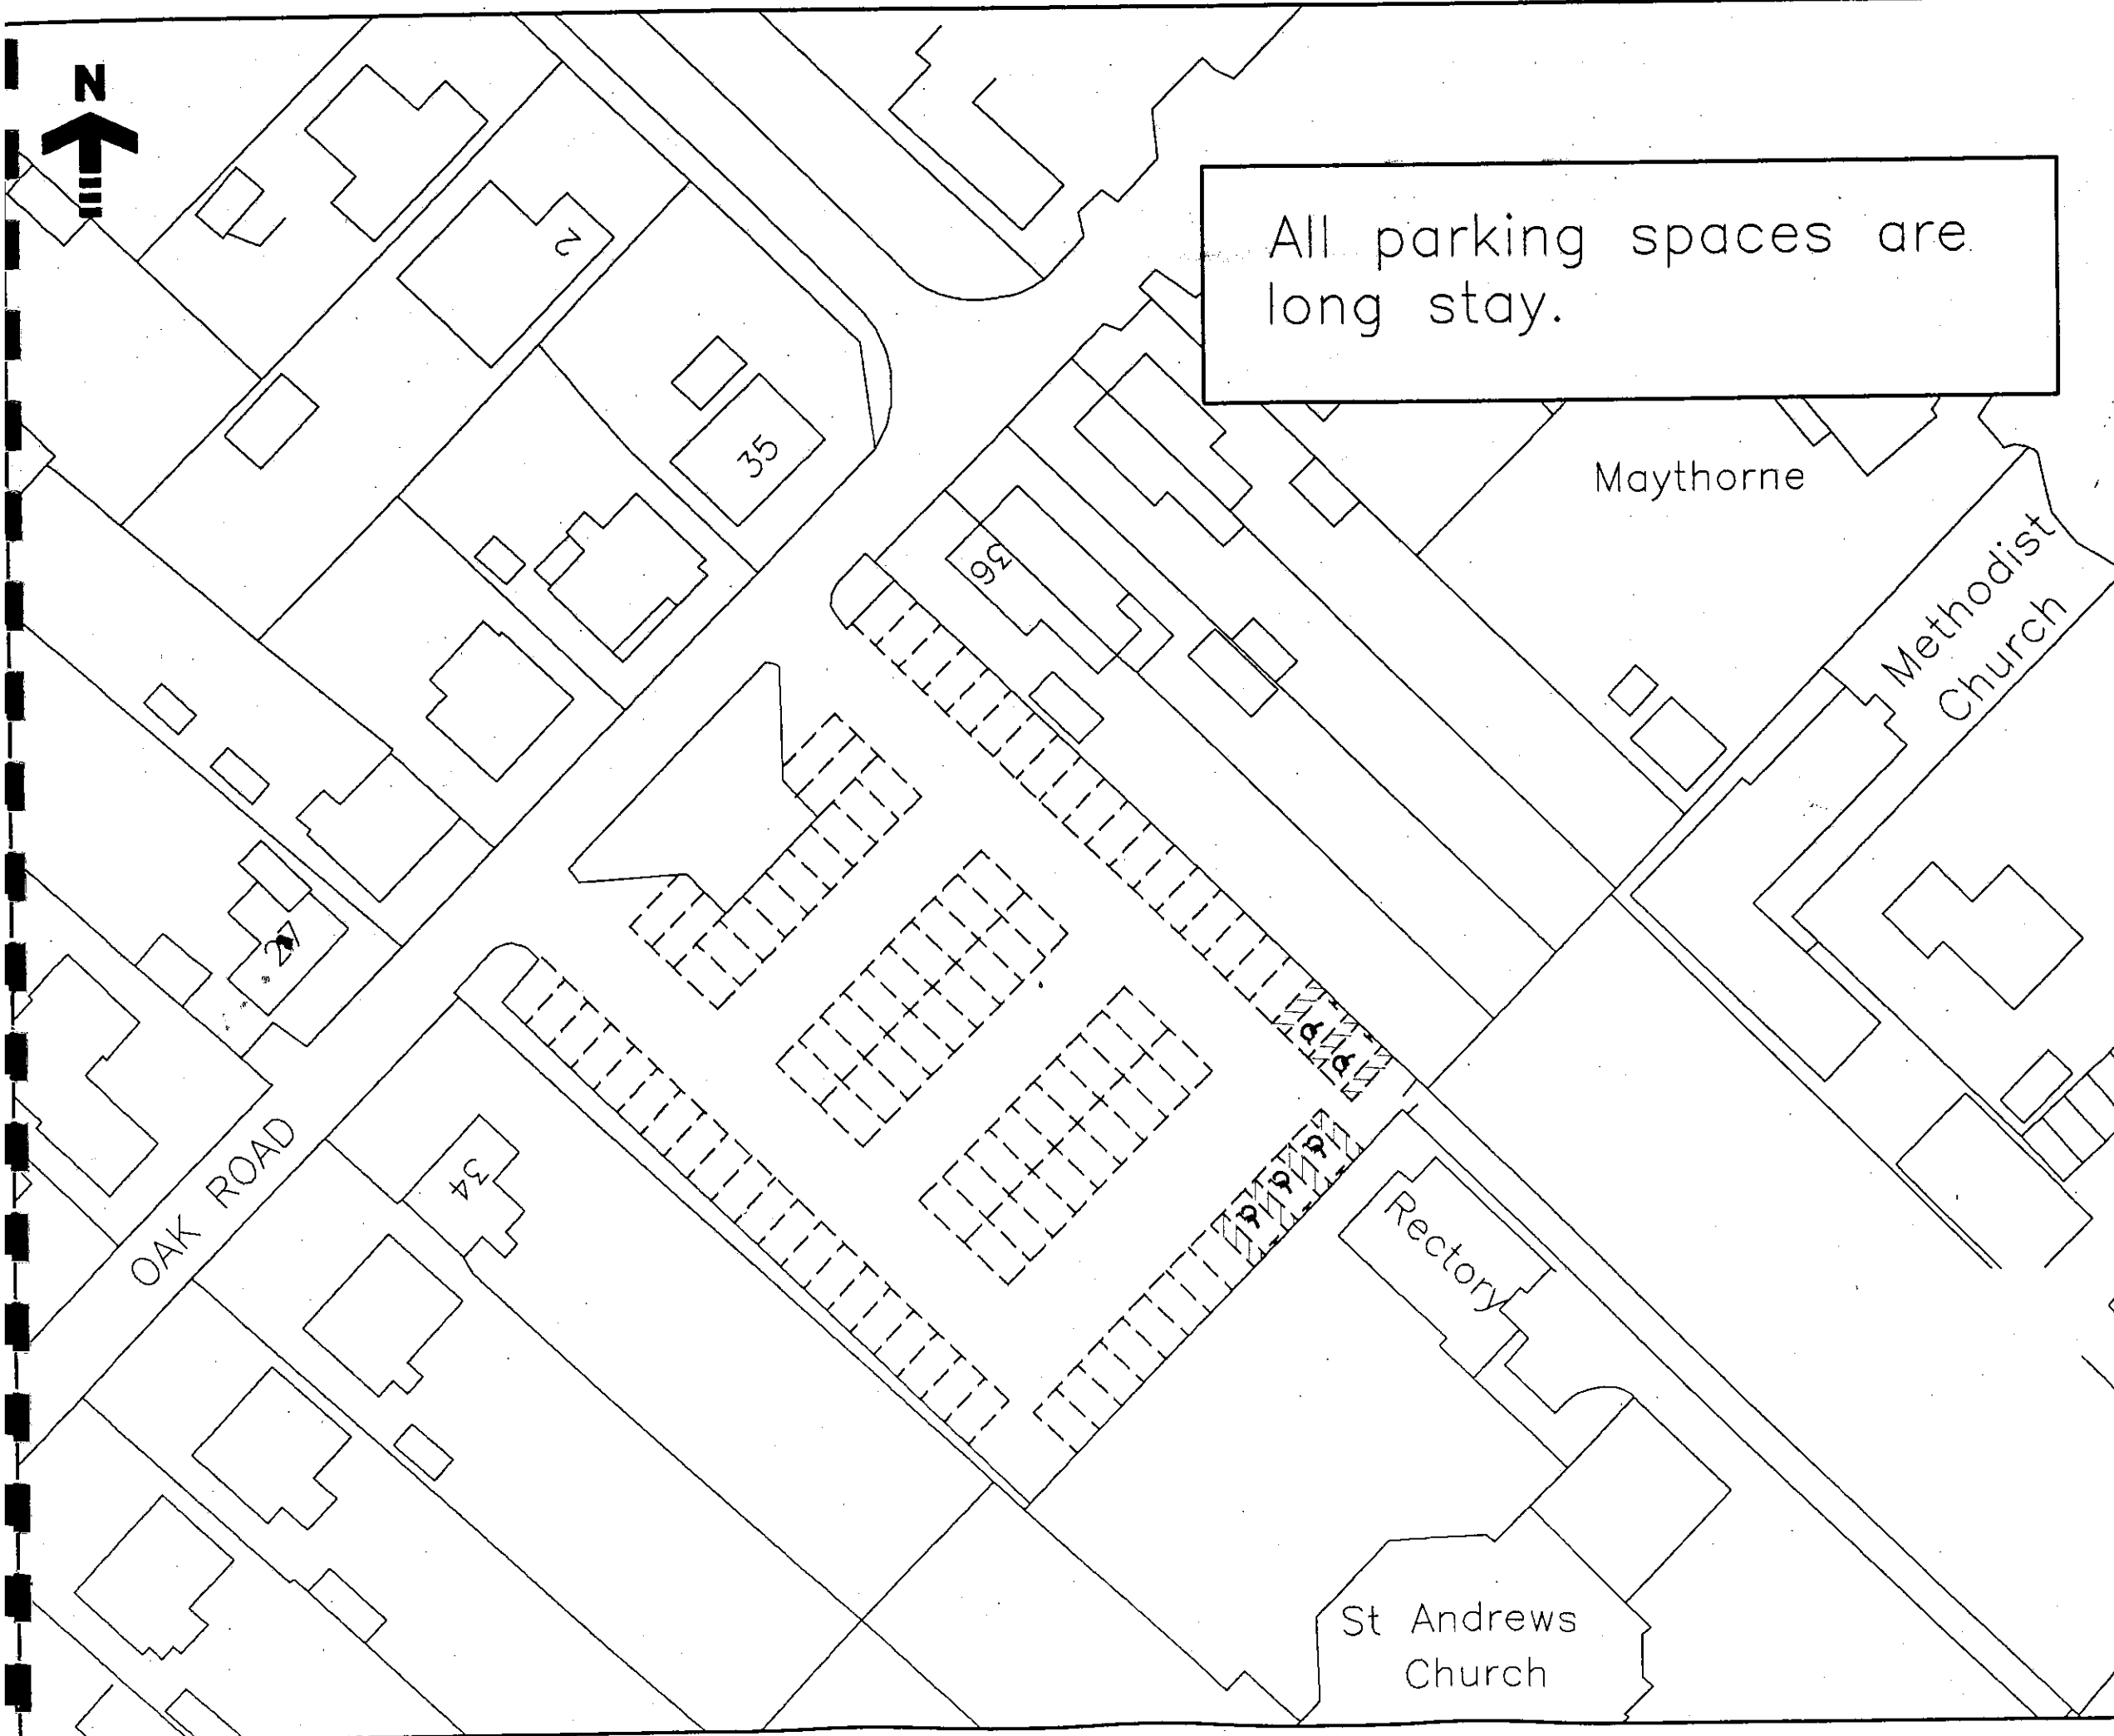 N
All parking spaces are
long stay.
2
35
Maythorne
36
Methodist
Church
27
OAK ROAD
34
Rectory
St Andrews
Church